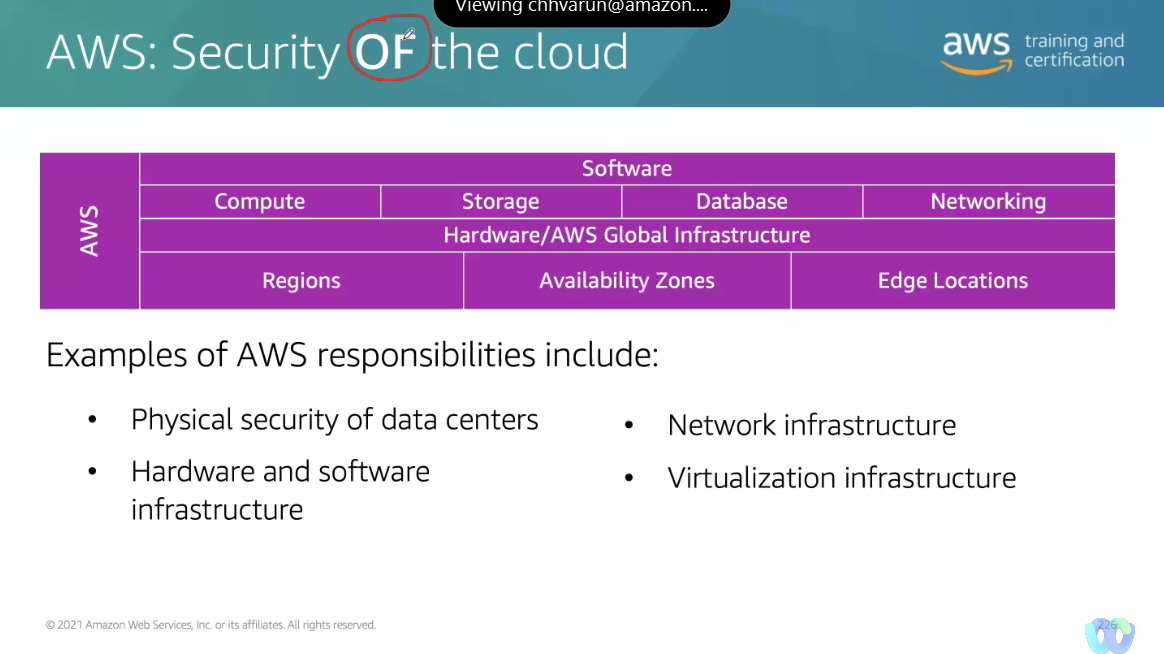 Viewing chhvarun@amazon....
AWS: Security OF the cloud
aws training and
certification
AWS
Software
Compute Storage Database Networking
Hardware/AWS Global Infrastructure
Regions Availability Zones Edge Locations
Examples of AWS responsibilities include:
• Physical security of data centers
• Hardware and software
infrastructure
• Network infrastructure
• Virtualization infrastructure
© 2021 Amazon Web Services, Inc. or its affiliates. All rights reserved.
226